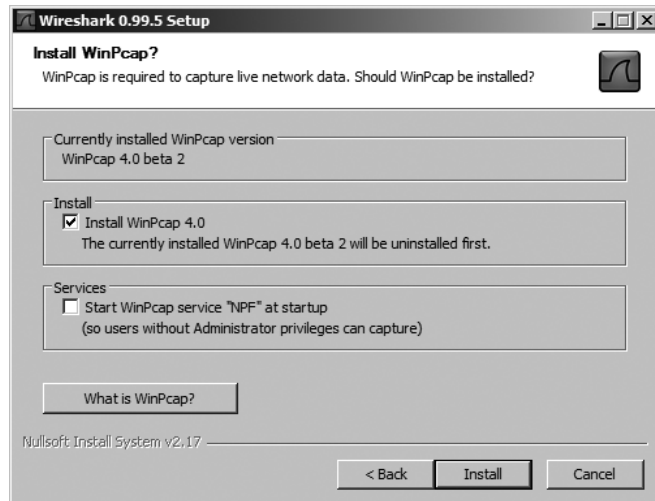 Wireshark 0.99.5 Setup
Install WinPcap?
WinPcap is required to capture live network data. Should WinPcap be installed?
Currently installed WinPcap version
WinPcap 4.0 beta 2
Install
Install WinPcap 4.0
The currently installed WinPcap 4.0 beta 2 will be uninstalled first.
Services
Start WinPcap service "NPF" at startup
(so users without Administrator privileges can capture)
What is WinPcap?
Nullsoft Install System v2.17
< Back
Install
Cancel